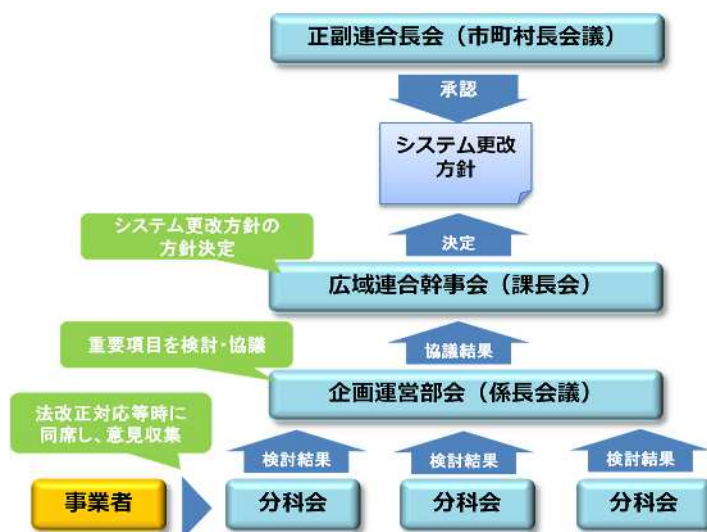 正副連合長会（市町村長会議）
承認
システム更改
方針
システム更改方針の
方針決定
決定
広域連合幹事会（課長会）
重要項目を検討・協議
協議結果
企画運営部会（係長会議）
法改正対応等時に
同席し、意見収集
検討結果
検討結果
検討結果
事業者
分科会
分科会
分科会